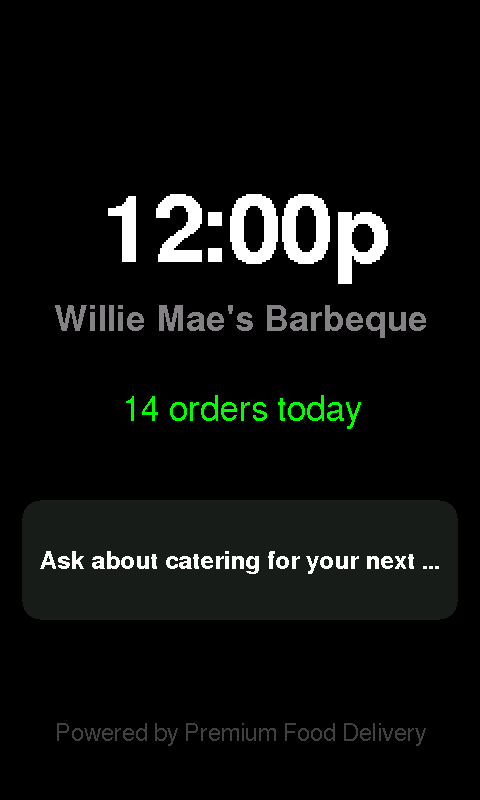 12:00p
Willie Mae's Barbeque
14 orders today
Ask about catering for your next ...
Powered by Premium Food Delivery